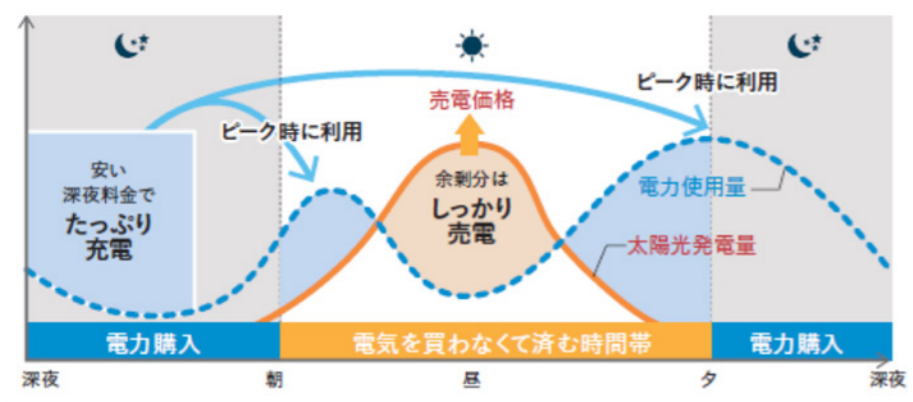 ピーク時に利用
売電価格
ピーク時に利用
安い
深夜料金で
たっぷり
充電
余剰分は
しっかり
売電
電力使用量
太陽光発電量
電力購入
電気を買わなくて済む時間帯
電力購入
深夜
朝
昼
夕
深夜